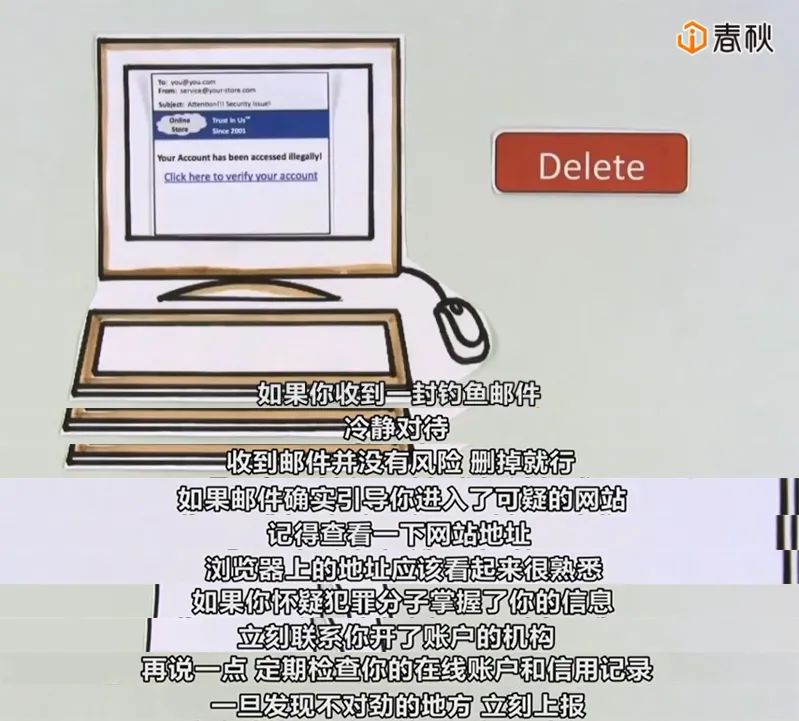 春秋
To: you@you.com
From: service@your-store.com
Subject: Attention!!! Security Issue!
Online Store
Trust in Us™
Since 2001
Your Account has been accessed illegally!
Click here to verify your account
Delete
如果你收到一封钓鱼邮件
冷静对待
收到邮件并没有风险 删掉就行
如果邮件确实引导你进入了可疑的网站
记得查看一下网站地址
浏览器上的地址应该看起来很熟悉
如果你怀疑犯罪分子掌握了你的信息
立刻联系你开了账户的机构
再说一点 定期检查你的在线账户和信用记录
一旦发现不对劲的地方 立刻上报